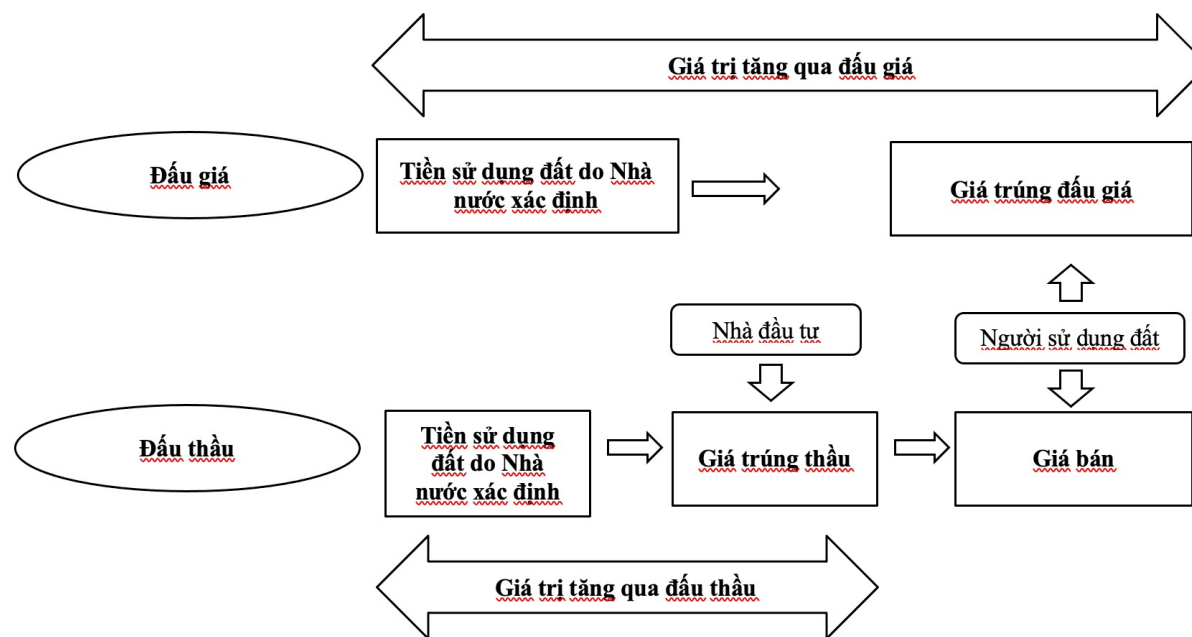 Giá trị tăng qua đấu giá
Đấu giá
Tiền sử dụng đất do Nhà
nước xác định
Giá trúng đấu giá
Nhà đầu tư
Người sử dụng đất
Đấu thầu
Tiền sử dụng
đất do Nhà
nước xác định
Giá trúng thầu
Giá bán
Giá trị tăng qua đấu thầu